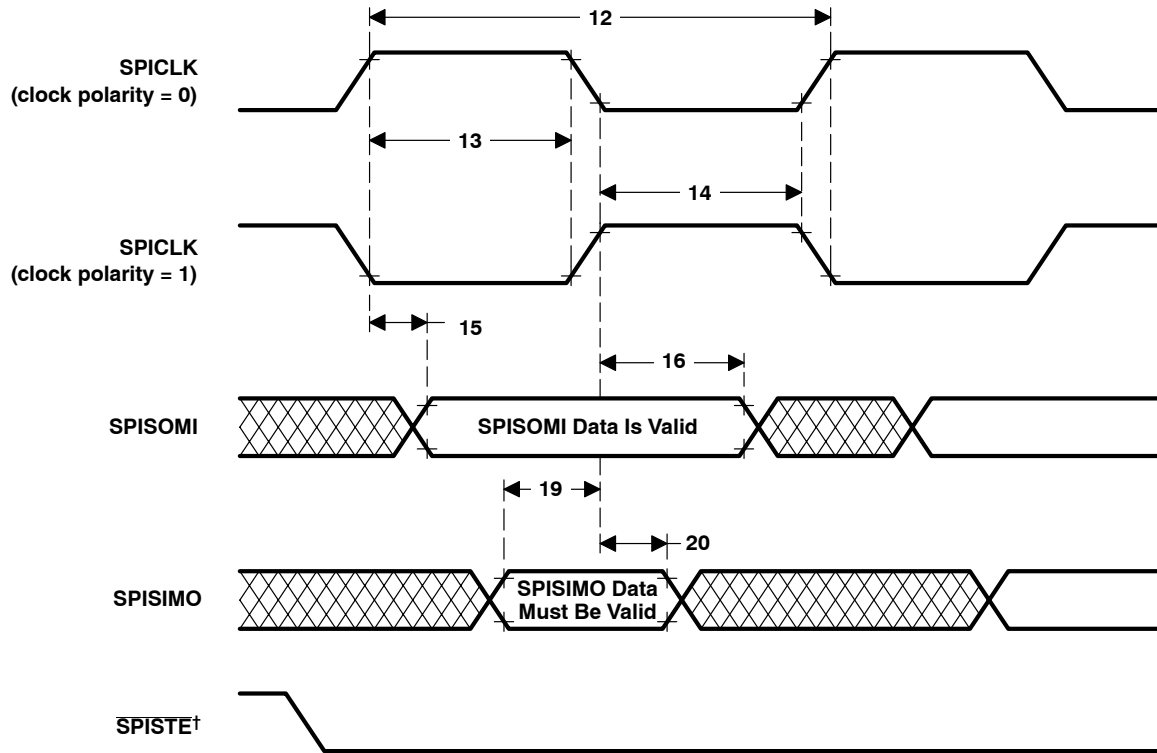 12
SPICLK
(clock polarity = 0)
13
14
SPICLK
(clock polarity = 1)
15
16
SPISOMI
SPISOMI Data Is Valid
19
20
SPISIMO
SPISIMO Data
Must Be Valid
SPISTE†